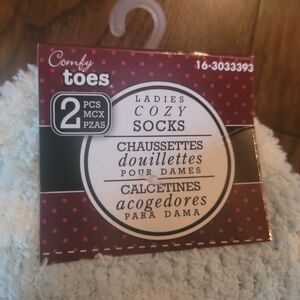 Comfy
toes
16-3033393
2 PCS
MCX
PZAS
LADIES
COZY
SOCKS
CHAUSSETTES
douillettes
POUR DAMES
CALCETINES
acogedores
PARA DAMA